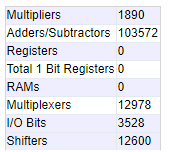 Multipliers 1890
Adders/Subtractors 103572
Registers 0
Total 1 Bit Registers 0
RAMs 0
Multiplexers 12978
I/O Bits 3528
Shifters 12600